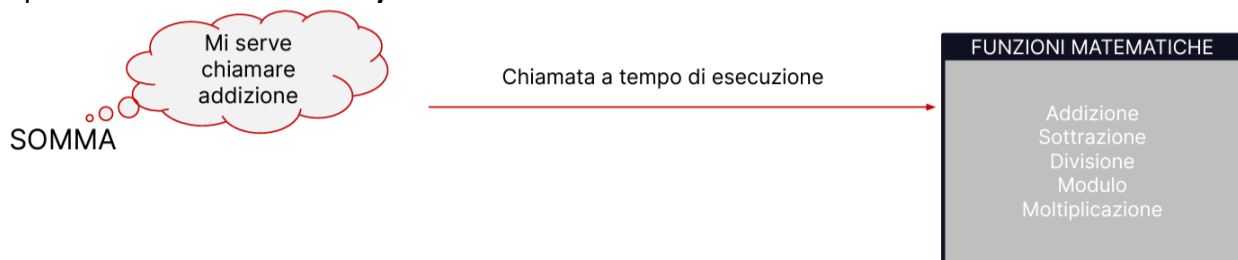 Mi serve
chiamare
addizione
SOMMA
Chiamata a tempo di esecuzione
FUNZIONI MATEMATICHE
Addizione
Sottrazione
Divisione
Modulo
Moltiplicazione